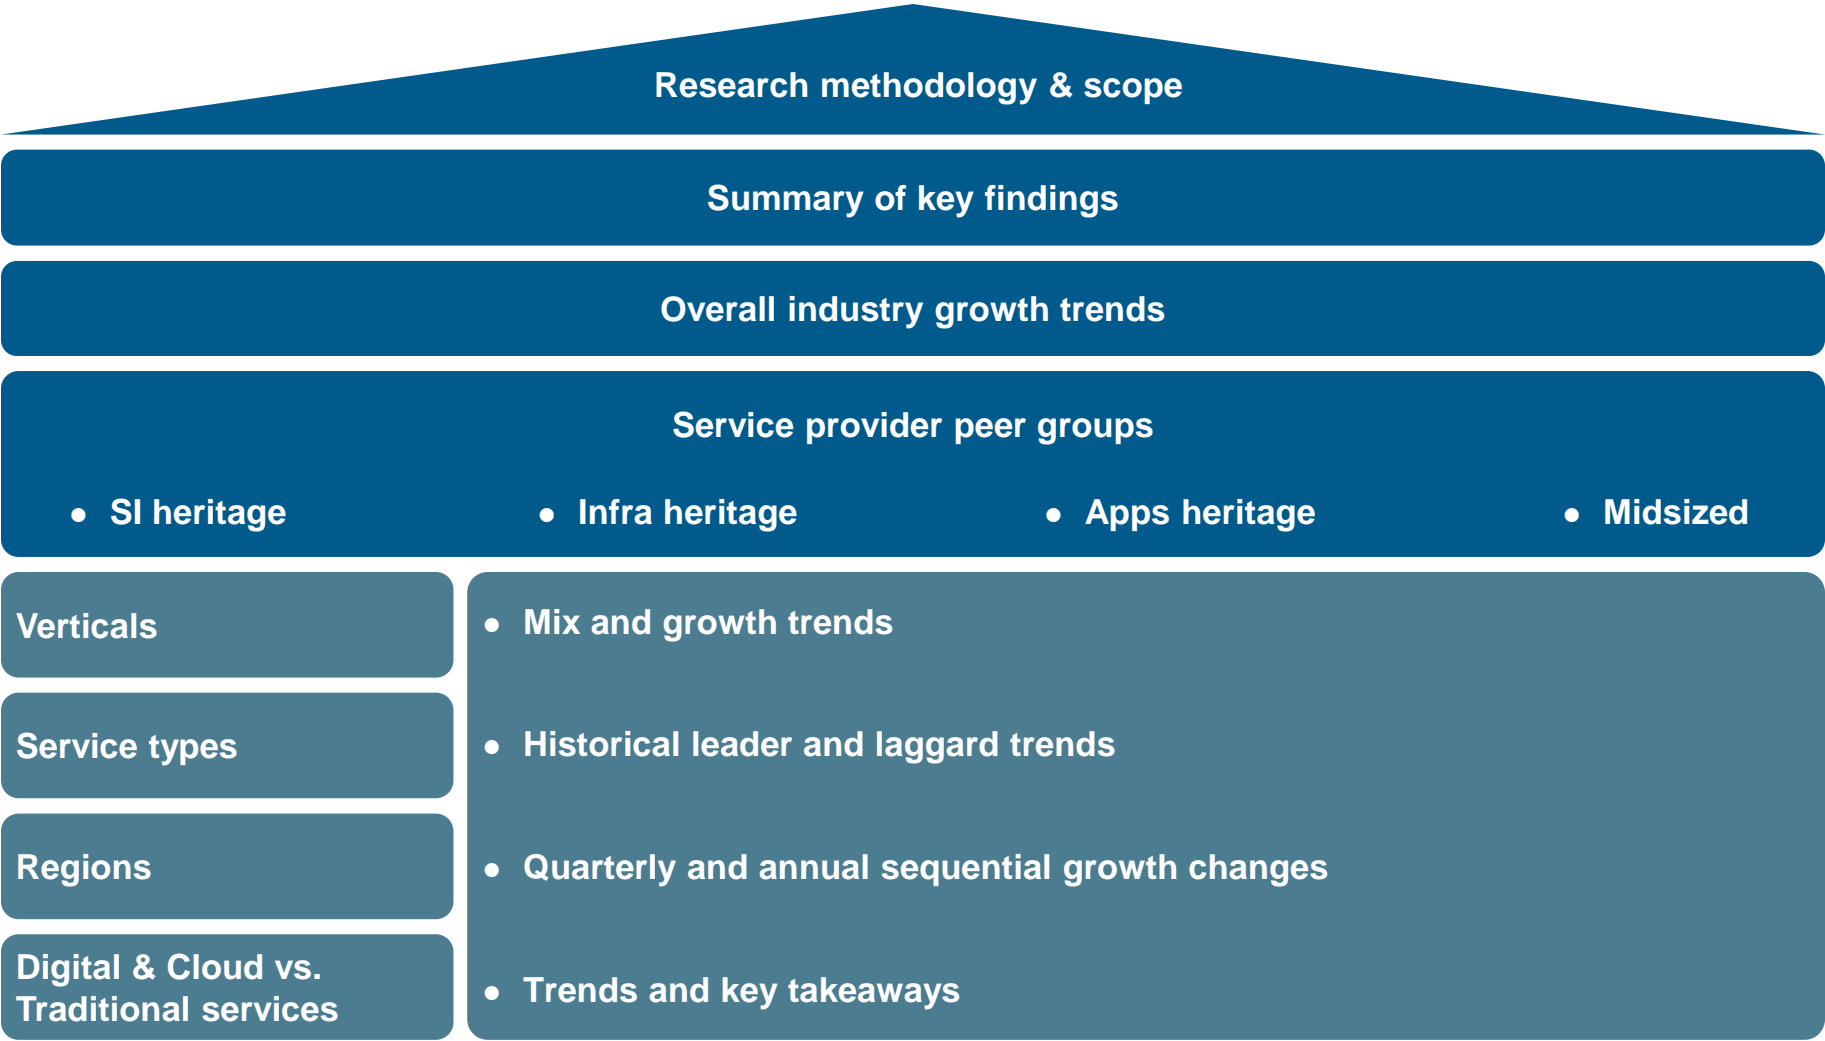 Research methodology & scope
Summary of key findings
Overall industry growth trends
Service provider peer groups
● SI heritage
● Infra heritage
● Apps heritage
● Midsized
Verticals
Service types
Regions
Digital & Cloud vs.
Traditional services
● Mix and growth trends
● Historical leader and laggard trends
● Quarterly and annual sequential growth changes
● Trends and key takeaways